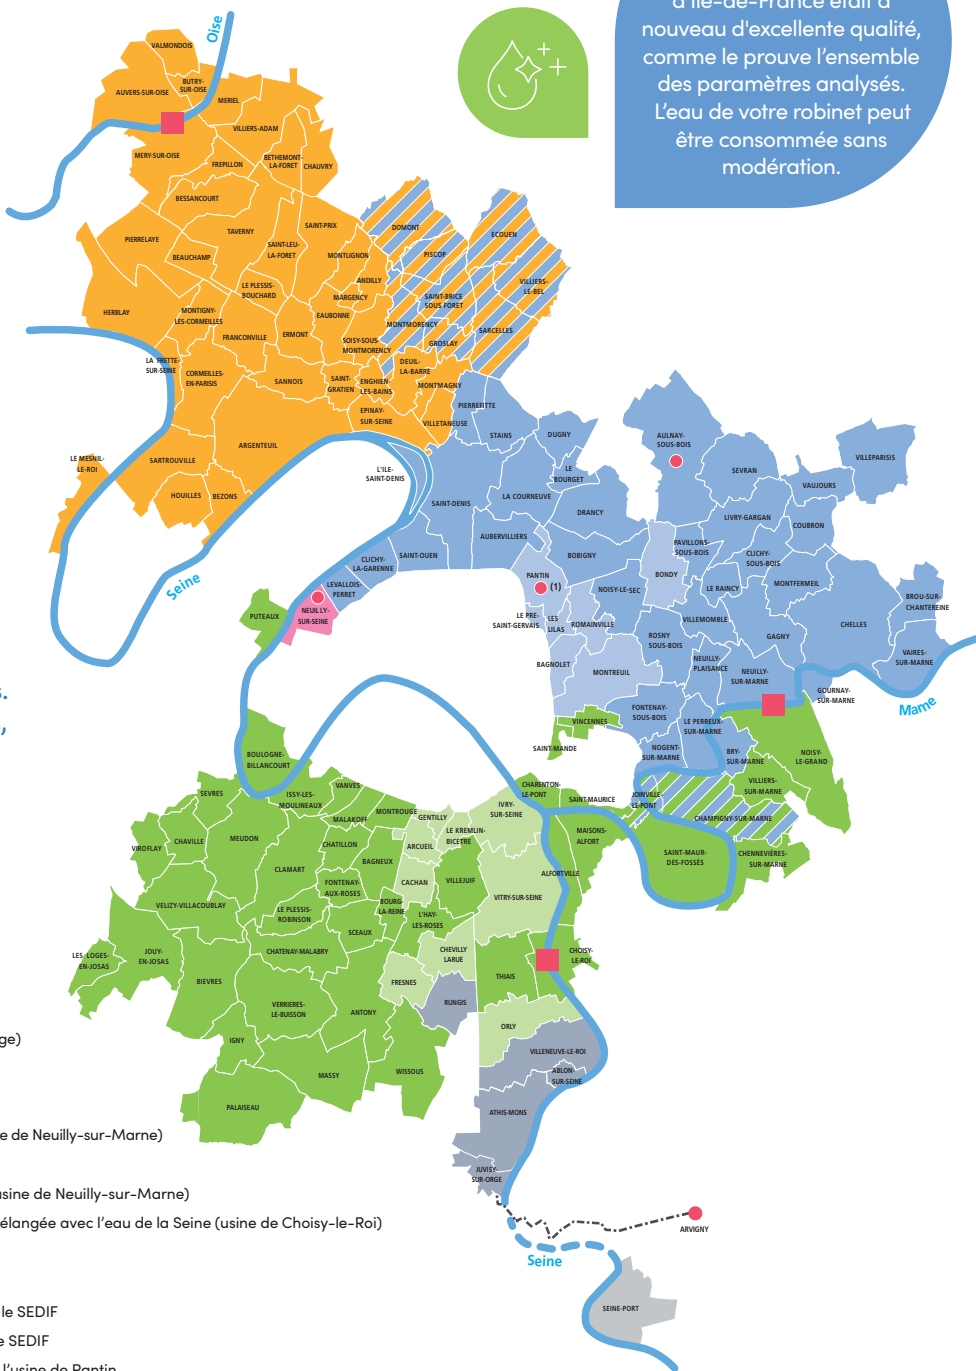 d'Île-de-France était à
nouveau d'excellente qualité,
comme le prouve l'ensemble
des paramètres analysés.
L'eau de votre robinet peut
être consommée sans
modération.
Oise
VALMONDOIS
BUTRY-
SUR-OISE
AUVERS-SUR-OISE
MERIEL
VILLIERS-ADAM
MERY-SUR-OISE
FREPILLON
BETHEMONT-
LA-FORET
CHAUVRY
BESSANCOURT
PIERRELAYE
TAVERNY
SAINT-PRIX
BEAUCHAMP
SAINT-LEU-
LA-FORET
MONTLIGNON
DOMONT
PISCOP
ECOUEN
VILLIERS-
LE-BEL
ANDILLY
LE PLESSIS-
BOUCHARD
MARGENCY
SAINT-BRICE
SOUS FORET
HERBLAY
MONTIGNY-
LES-CORMEILLES
EAUBONNE
MONTMORENCY
SARCELLES
FRANCONVILLE
ERMONT
SOISY-SOUS-
MONTMORENCY
GROSLAY
LA FRETTE-
SUR-SEINE
CORMEILLES-
EN-PARISIS
SANNOIS
SAINT-
GRATIEN
ENGHIEN-
LES-BAINS
DEUIL-
LA-BARRE
MONTMAGNY
EPINAY-
SUR-SEINE
VILLETANEUSE
PIERREFITTE
STAINS
DUGNY
AULNAY-
SOUS-BOIS
VILLEPARISIS
ARGENTEUIL
LE MESNIL-
LE-ROI
SARTROUVILLE
HOUILLES
BEZONS
L'ILE-
SAINT-DENIS
SAINT-DENIS
LA COURNEUVE
LE
BOURGET
DRANCY
SEVRAN
VAUJOURS
LIVRY-GARGAN
COUBRON
AUBERVILLIERS
BOBIGNY
PAVILLONS-
SOUS-BOIS
CLICHY-
SOUS-BOIS
MONTFERMEIL
CLICHY-
LA-GARENNE
SAINT-OUEN
LEVALLOIS-
PERRET
NEUILLY-
SUR-SEINE
PUTEAUX
Seine
PANTIN
(1)
NOISY-LE-SEC
BONDY
LE RAINCY
BROU-SUR-
CHANTEREINE
CHELLES
VAIRES-
SUR-MARNE
LE PRE-
SAINT-GERVAIS
LES
LILAS
ROMAINVILLE
VILLEMOMBLE
ROSNY
SOUS-BOIS
GAGNY
BAGNOLET
MONTREUIL
NEUILLY-
PLAISANCE
NEUILLY-
SUR-MARNE
GOURNAY-
SUR-MARNE
Marne
s.
,
VINCENNES
SAINT-MANDE
FONTENAY-
SOUS-BOIS
LE PERREUX-
SUR-MARNE
NOGENT-
SUR-MARNE
BRY-
SUR-MARNE
NOISY-
LE-GRAND
BOULOGNE-
BILLANCOURT
SEVRES
ISSY-LES-
MOULINEAUX
VANVES
MALAKOFF
MONTROUGE
GENTILLY
IVRY-
SUR-SEINE
CHARENTON-
LE-PONT
SAINT-MAURICE
JOINVILLE-
LE-PONT
VILLIERS-
SUR-MARNE
CHAMPIGNY-SUR-MARNE
VIROFLAY
CHAVILLE
MEUDON
CHATILLON
ARCUEIL
LE KREMLIN-
BICETRE
MAISONS-
ALFORT
SAINT-MAUR-
DES-FOSSÉS
CHENNEVIÈRES-
SUR-MARNE
CLAMART
BAGNEUX
CACHAN
VILLEJUIF
VITRY-SUR-SEINE
ALFORTVILLE
FONTENAY-
AUX-ROSES
VELIZY-VILLACOUBLAY
LE PLESSIS-
ROBINSON
BOURG-
LA-REINE
L'HAY-
LES-ROSES
SCEAUX
LES LOGES-
EN-JOSAS
JOUY-
EN-JOSAS
CHATENAY-MALABRY
CHEVILLY
LARUE
CHOISY-
LE-ROI
BIEVRES
FRESNES
THIAIS
RUNGIS
VERRIERES-
LE-BUISSON
ANTONY
ORLY
ge)
IGNY
VILLENEUVE-LE-ROI
ABLON-
SUR-SEINE
MASSY
WISSOUS
PALAISEAU
ATHIS-MONS
e de Neuilly-sur-Marne)
JUVISY-
SUR-ORGE
usine de Neuilly-sur-Marne)
élangée avec l'eau de la Seine (usine de Choisy-le-Roi)
ARVIGNY
Seine
SEINE-PORT
le SEDIF
e SEDIF
l'usine de Pantin